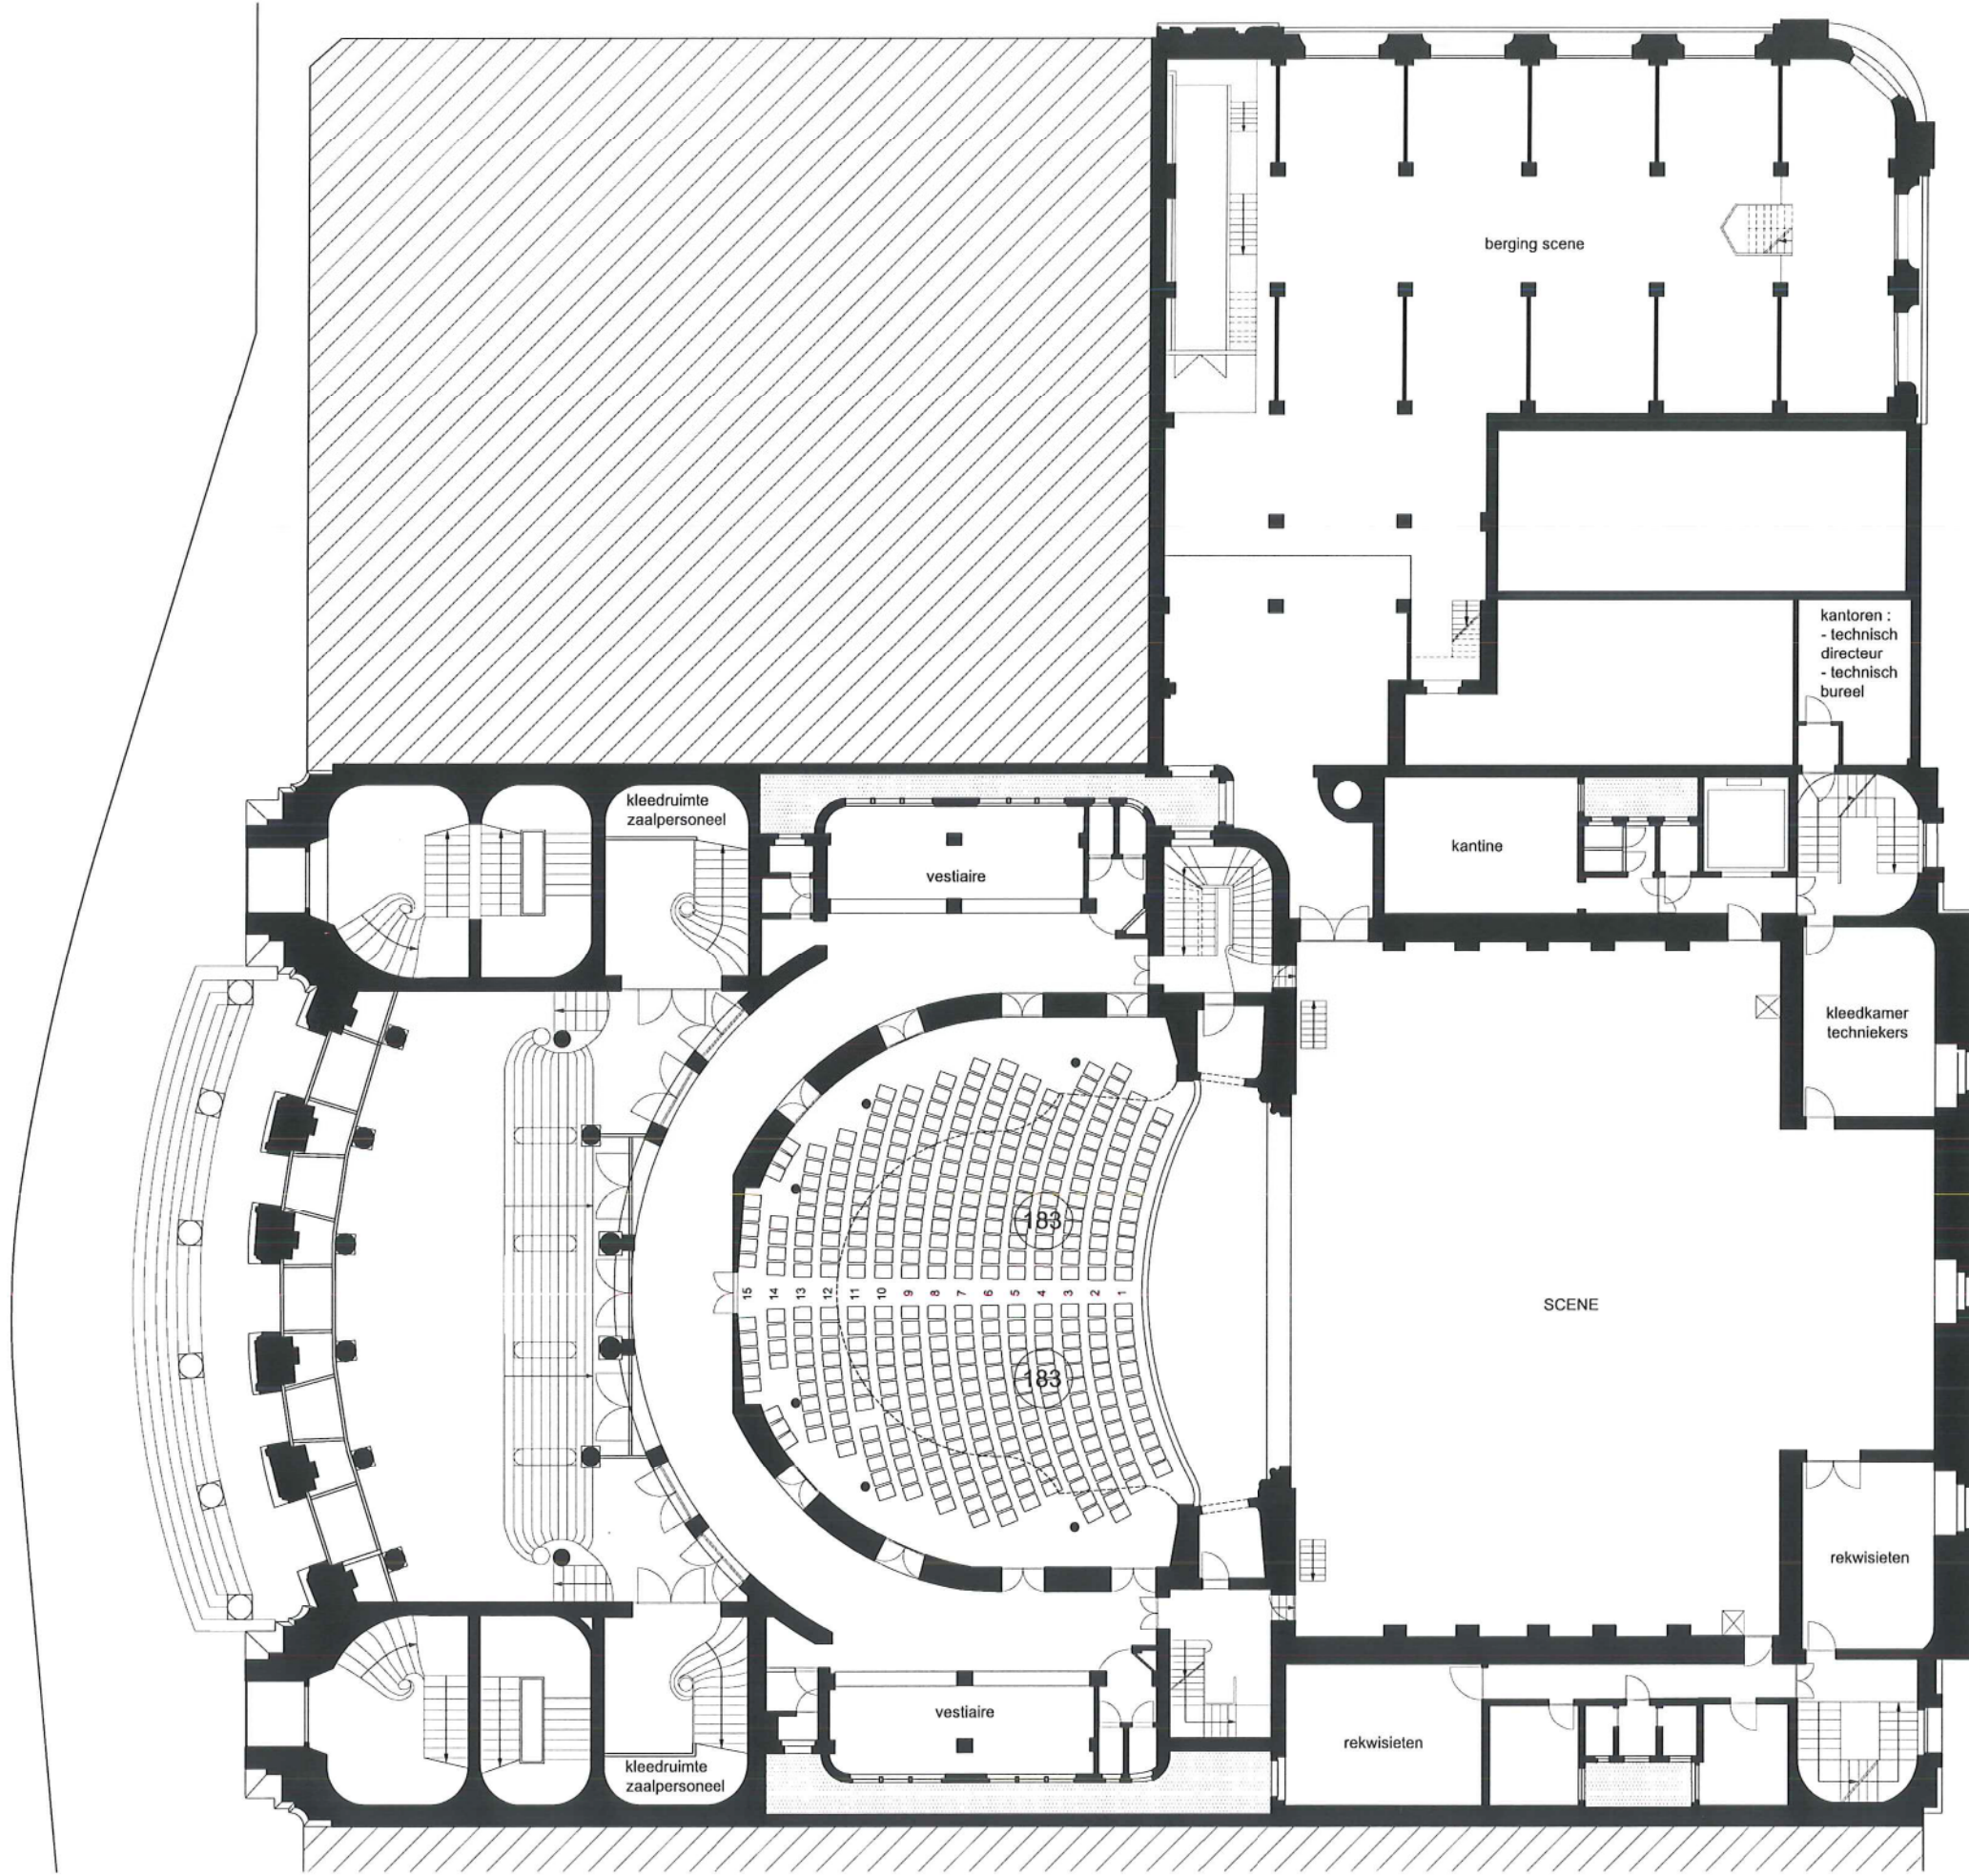 berging scene
kantoren :
- technisch
directeur
- technisch
bureel
kleedruimte
zaalpersoneel
vestiaire
kantine
kleedkamer
techniekers
183
15 14 13 12 11 10 9 8 7 6 5 4 3 2 1
SCENE
183
rekwisieten
vestiaire
rekwisieten
kleedruimte
zaalpersoneel